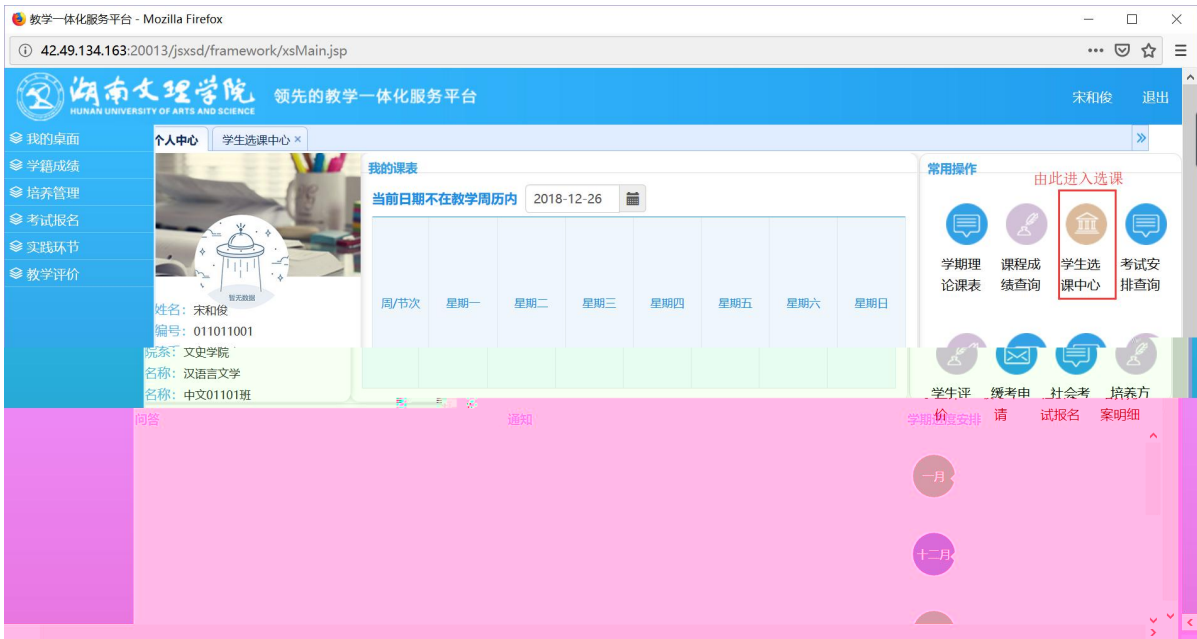 教学一体化服务平台 - Mozilla Firefox
42.49.134.163:20013/jsxsd/framework/xsMain.jsp
湖南文理学院
HUNAN UNIVERSITY OF ARTS AND SCIENCE
领先的教学一体化服务平台
宋和俊 退出
我的桌面
学籍成绩
培养管理
考试报名
实践环节
教学评价
个人中心 学生选课中心 ×
暂无数据
姓名：宋和俊
编号：011011001
院系：文史学院
名称：汉语言文学
名称：中文01101班
我的课表
当前日期不在教学周历内 2018-12-26
周/节次 星期一 星期二 星期三 星期四 星期五 星期六 星期日
常用操作
由此进入选课
学期理论课表
课程成绩查询
学生选课中心
考试安排查询
学生评价
缓考申请
社会考试报名
培养方案明细
问答
通知
学期进度安排
一月
十二月